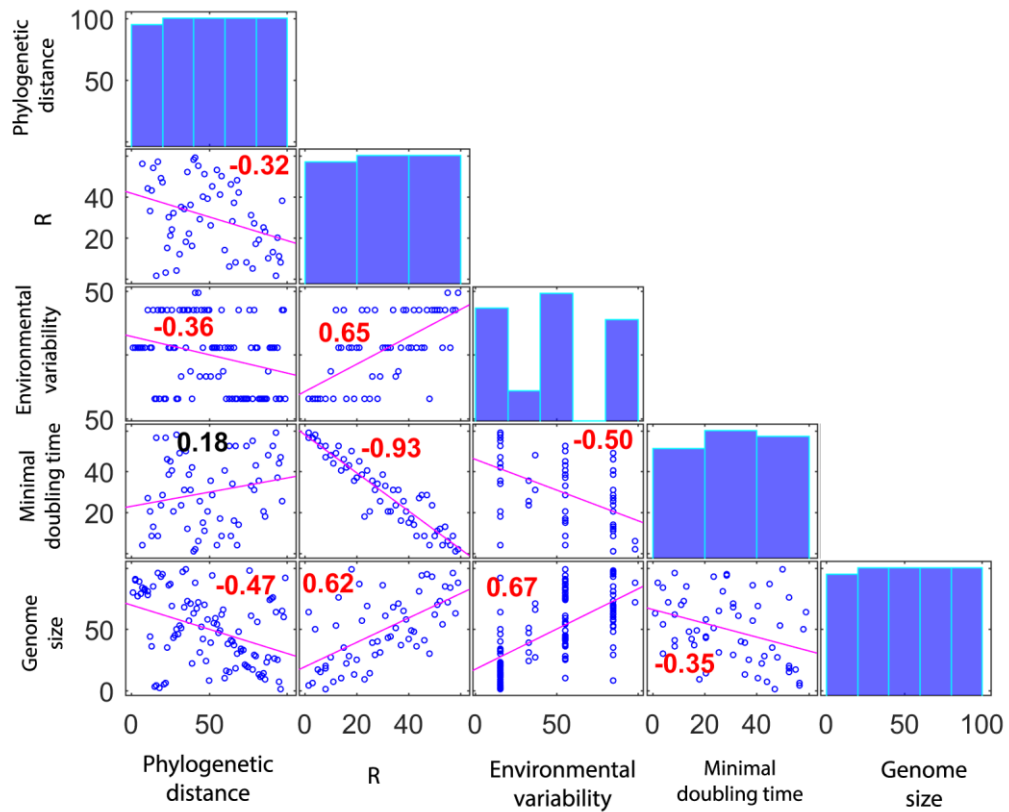 100
50
Phylogenetic
distance
-0.32
40
20
R
50
-0.36
0.65
50
Environmental
variability
0.18
-0.93
-0.50
40
20
Minimal
doubling time
-0.47
0.62
0.67
-0.35
50
0
Genome
size
0 50 0 20 40 0 50 0 20 40 0 50 100
Phylogenetic
distance
R
Environmental
variability
Minimal
doubling time
Genome
size